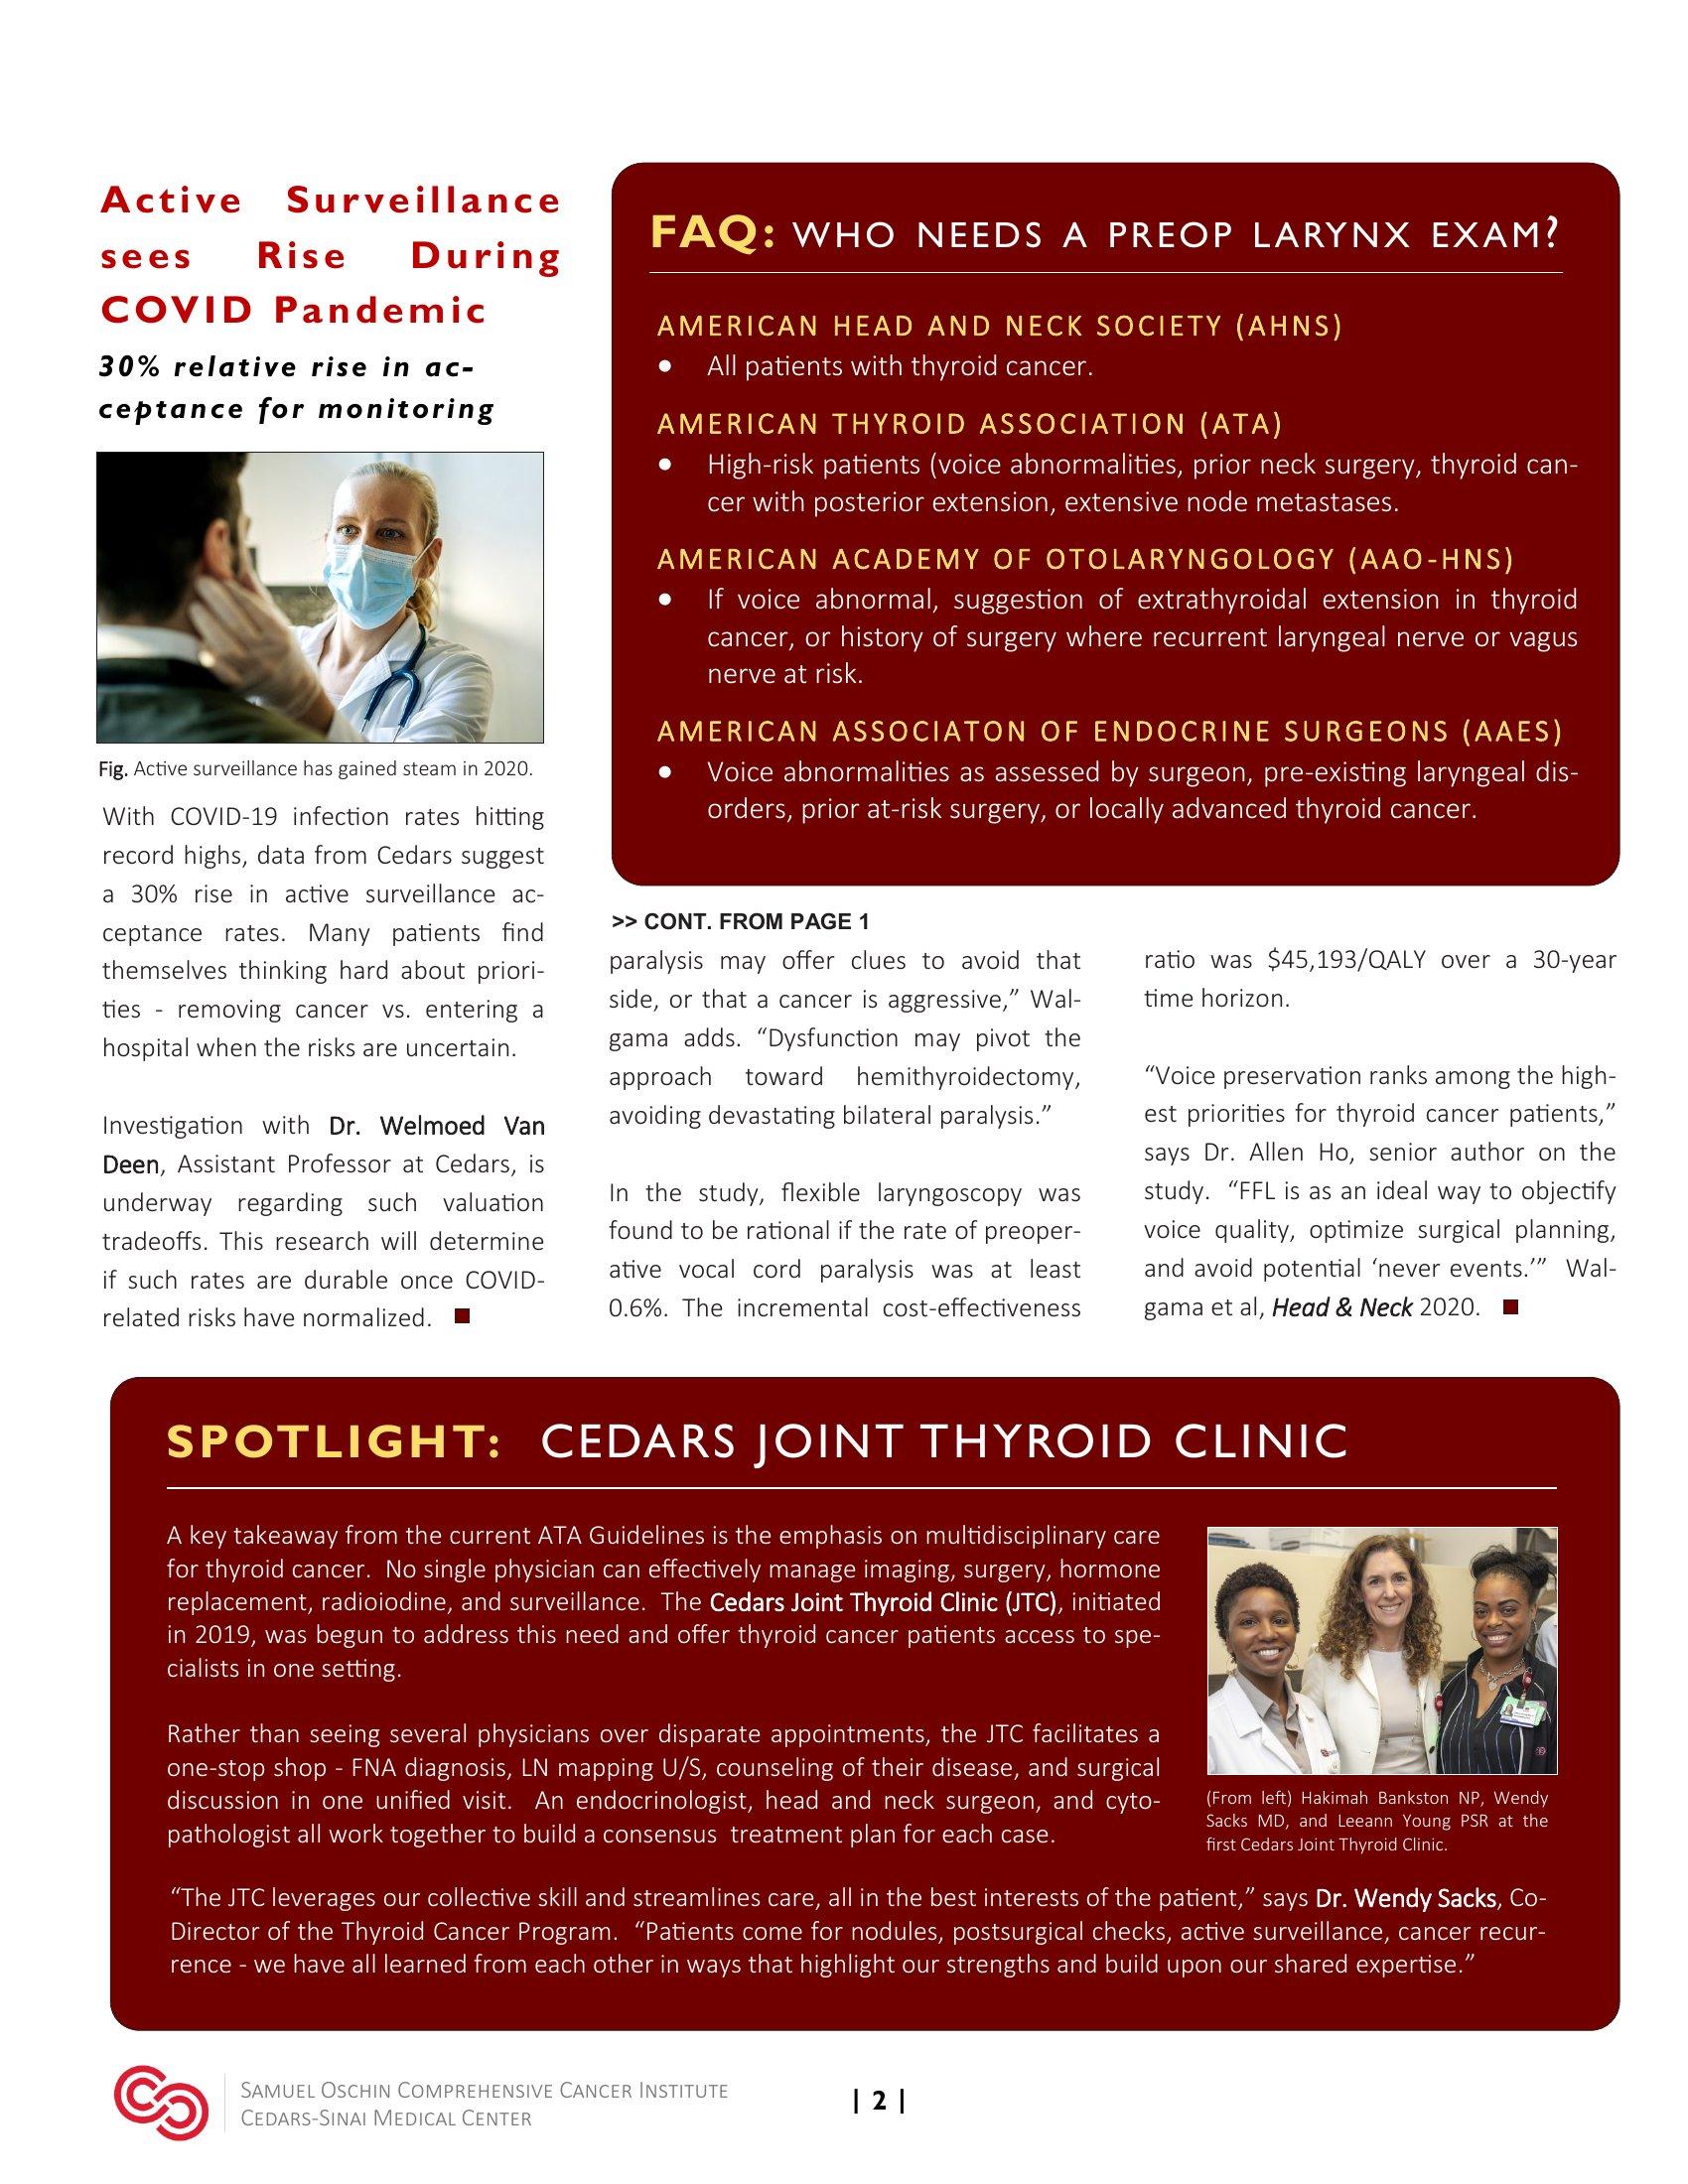 Active Surveillance
sees Rise During
COVID Pandemic
30% relative rise in ac-
ceptance for monitoring
Fig. Active surveillance has gained steam in 2020.
With COVID-19 infection rates hitting
record highs, data from Cedars suggest
a 30% rise in active surveillance ac-
ceptance rates. Many patients find
themselves thinking hard about priori-
ties - removing cancer vs. entering a
hospital when the risks are uncertain.
Investigation with Dr. Welmoed Van
Deen, Assistant Professor at Cedars, is
underway regarding such valuation
tradeoffs. This research will determine
if such rates are durable once COVID-
related risks have normalized.
FAQ: WHO NEEDS A PREOP LARYNX EXAM?
AMERICAN HEAD AND NECK SOCIETY (AHNS)
• All patients with thyroid cancer.
AMERICAN THYROID ASSOCIATION (ATA)
• High-risk patients (voice abnormalities, prior neck surgery, thyroid can-
cer with posterior extension, extensive node metastases.
AMERICAN ACADEMY OF OTOLARYNGOLOGY (AAO-HNS)
• If voice abnormal, suggestion of extrathyroidal extension in thyroid
cancer, or history of surgery where recurrent laryngeal nerve or vagus
nerve at risk.
AMERICAN ASSOCIATON OF ENDOCRINE SURGEONS (AAES)
• Voice abnormalities as assessed by surgeon, pre-existing laryngeal dis-
orders, prior at-risk surgery, or locally advanced thyroid cancer.
>> CONT. FROM PAGE 1
paralysis may offer clues to avoid that
side, or that a cancer is aggressive,” Wal-
gama adds. “Dysfunction may pivot the
approach toward hemithyroidectomy,
avoiding devastating bilateral paralysis.”
In the study, flexible laryngoscopy was
found to be rational if the rate of preoper-
ative vocal cord paralysis was at least
0.6%. The incremental cost-effectiveness
ratio was $45,193/QALY over a 30-year
time horizon.
“Voice preservation ranks among the high-
est priorities for thyroid cancer patients,”
says Dr. Allen Ho, senior author on the
study. “FFL is as an ideal way to objectify
voice quality, optimize surgical planning,
and avoid potential ‘never events.’” Wal-
gama et al, Head & Neck 2020.
SPOTLIGHT: CEDARS JOINT THYROID CLINIC
A key takeaway from the current ATA Guidelines is the emphasis on multidisciplinary care
for thyroid cancer. No single physician can effectively manage imaging, surgery, hormone
replacement, radioiodine, and surveillance. The Cedars Joint Thyroid Clinic (JTC), initiated
in 2019, was begun to address this need and offer thyroid cancer patients access to spe-
cialists in one setting.
Rather than seeing several physicians over disparate appointments, the JTC facilitates a
one-stop shop - FNA diagnosis, LN mapping U/S, counseling of their disease, and surgical
discussion in one unified visit. An endocrinologist, head and neck surgeon, and cyto-
pathologist all work together to build a consensus treatment plan for each case.
(From left) Hakimah Bankston NP, Wendy
Sacks MD, and Leeann Young PSR at the
first Cedars Joint Thyroid Clinic.
“The JTC leverages our collective skill and streamlines care, all in the best interests of the patient,” says Dr. Wendy Sacks, Co-
Director of the Thyroid Cancer Program. “Patients come for nodules, postsurgical checks, active surveillance, cancer recur-
rence - we have all learned from each other in ways that highlight our strengths and build upon our shared expertise.”
SAMUEL OSCHIN COMPREHENSIVE CANCER INSTITUTE
CEDARS-SINAI MEDICAL CENTER
| 2 |